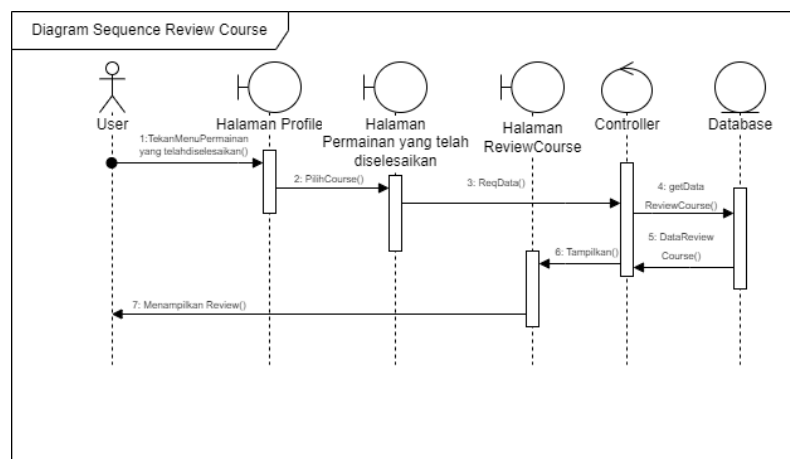 Diagram Sequence Review Course
User
Halaman Profile
Halaman
Permainan yang telah
diselesaikan
Halaman
ReviewCourse
Controller
Database
1:TekanMenuPermainan
yang telahdiselesaikan()
2: PilihCourse()
3: ReqData()
4: getData
ReviewCourse()
5: DataReview
Course()
6: Tampilkan()
7: Menampilkan Review()